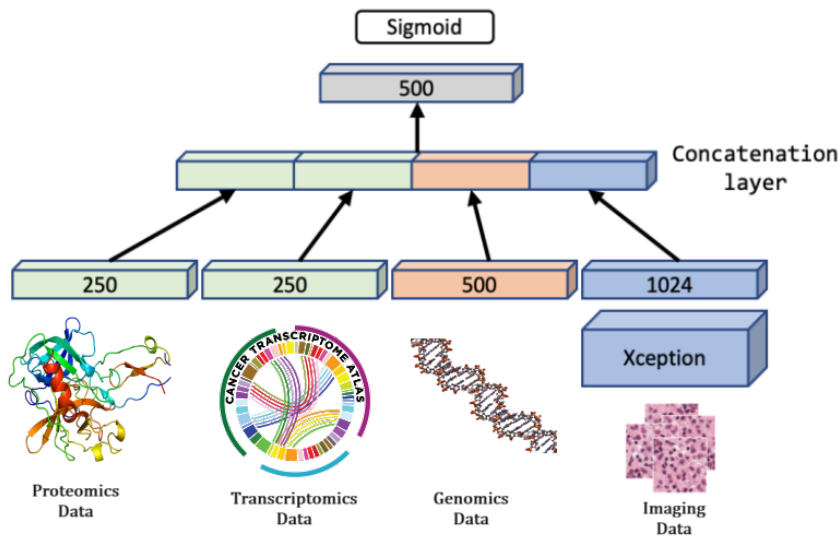 Sigmoid
500
Concatenation
layer
250
250
500
1024
CANCER TRANSCRIPTOME ATLAS
Xception
Proteomics
Data
Transcriptomics
Data
Genomics
Data
Imaging
Data